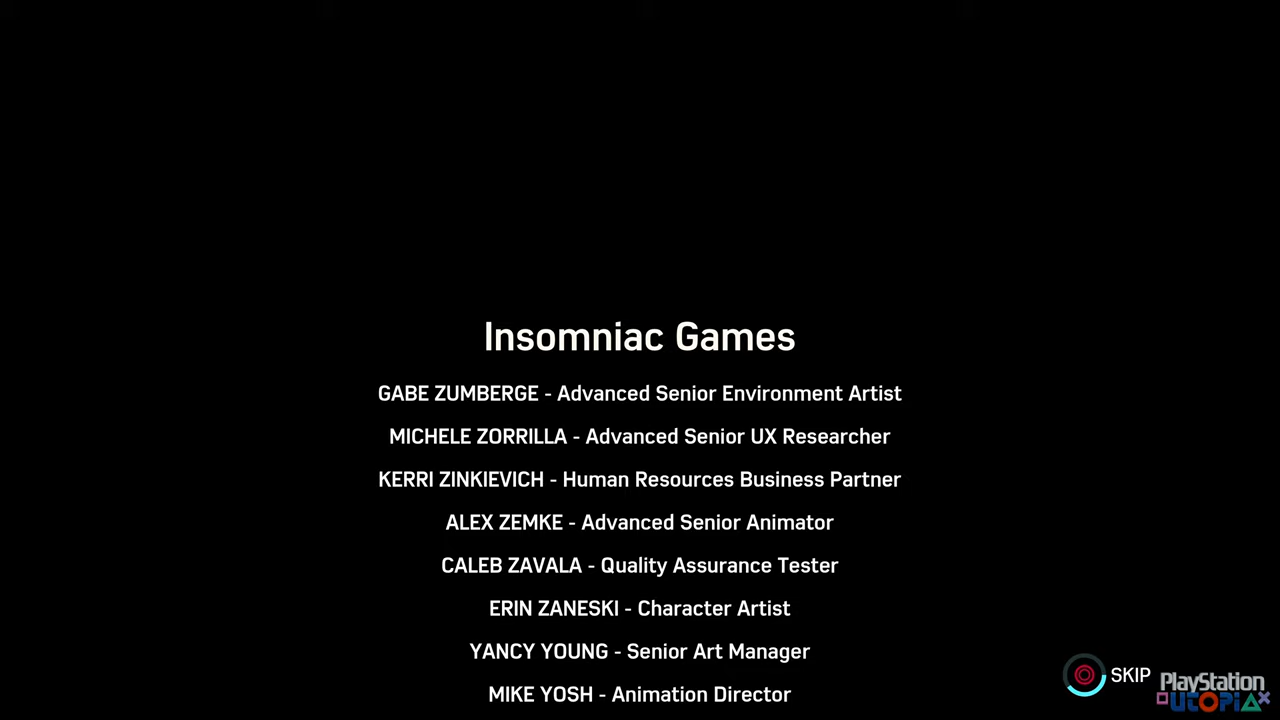 Insomniac Games
GABE ZUMBERGE - Advanced Senior Environment Artist
MICHELE ZORRILLA - Advanced Senior UX Researcher
KERRI ZINKIEVICH - Human Resources Business Partner
ALEX ZEMKE - Advanced Senior Animator
CALEB ZAVALA - Quality Assurance Tester
ERIN ZANESKI - Character Artist
YANCY YOUNG - Senior Art Manager
MIKE YOSH - Animation Director
SKIP
PlayStation
UTOPIA